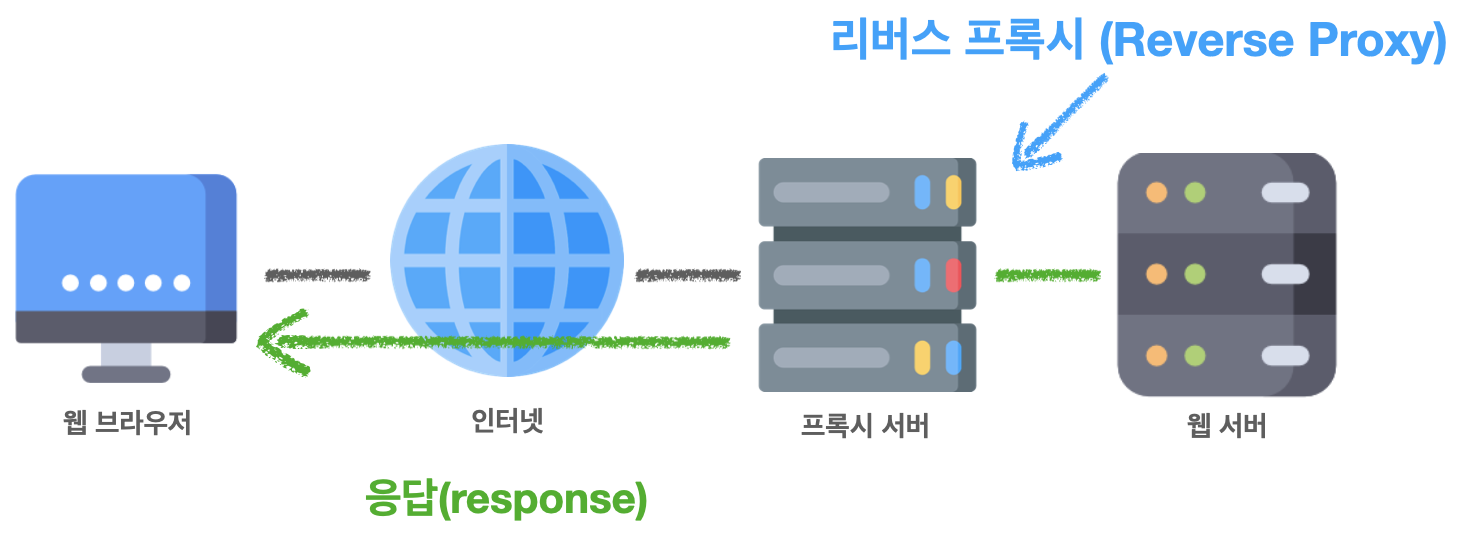 리버스 프록시 (Reverse Proxy)
웹 브라우저
인터넷
프록시 서버
웹 서버
응답(response)